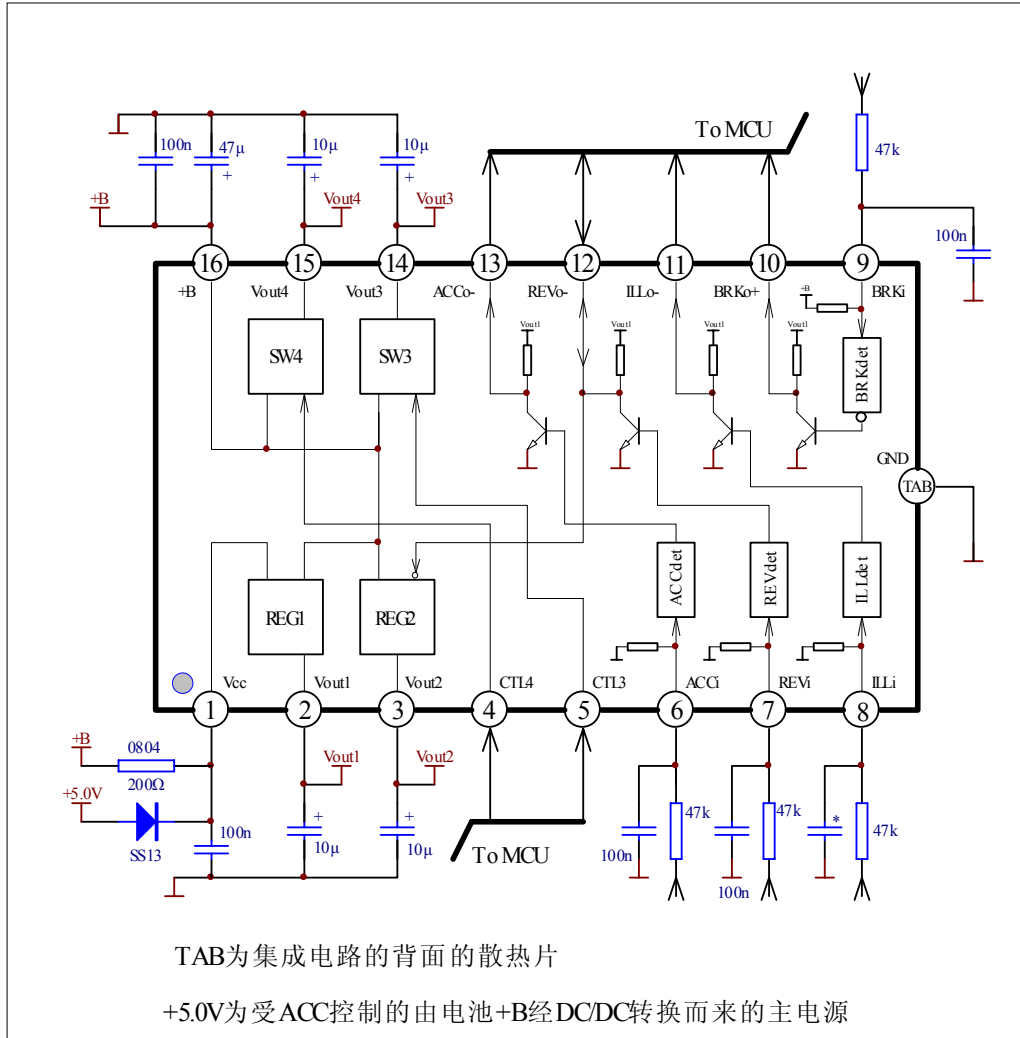 To MCU
47k
100n
47μ
+
10μ
+
10μ
+
+B
Vout4
Vout3
100n
16
15
14
13
12
11
10
9
+B
Vout4
Vout3
ACCo-
REVo-
ILLo-
BRKo+
BRKi
Vout1
Vout1
Vout1
Vout1
+B
SW4
SW3
BRKdet
GND
TAB
REG1
REG2
ACCdet
REVdet
ILLdet
Vcc
Vout1
Vout2
CTL4
CTL3
ACCi
REVi
ILLi
1
2
3
4
5
6
7
8
+B
0804
200Ω
+5.0V
SS13
100n
Vout1
+
10μ
Vout2
+
10μ
To MCU
100n
47k
100n
47k
*
47k
TAB为集成电路的背面的散热片
+5.0V为受ACC控制的由电池+B经DC/DC转换而来的主电源